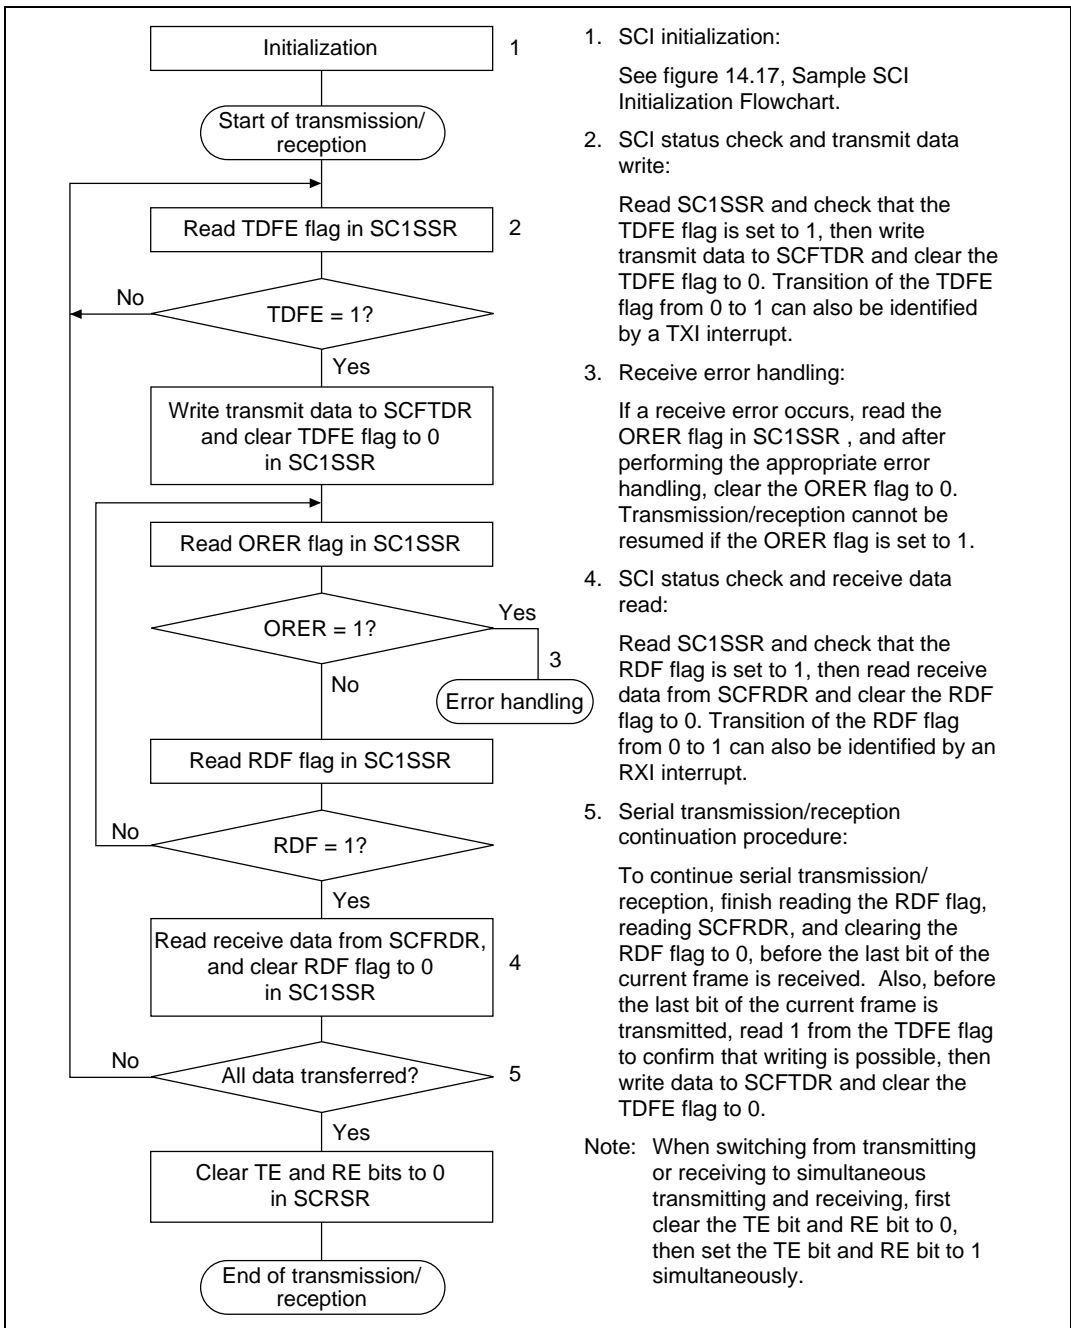 Initialization
1
Start of transmission/
reception
Read TDFE flag in SC1SSR
2
No
TDFE = 1?
Yes
Write transmit data to SCFTDR
and clear TDFE flag to 0
in SC1SSR
Read ORER flag in SC1SSR
Yes
ORER = 1?
3
No
Error handling
Read RDF flag in SC1SSR
No
RDF = 1?
Yes
Read receive data from SCFRDR,
and clear RDF flag to 0
in SC1SSR
4
No
All data transferred?
5
Yes
Clear TE and RE bits to 0
in SCRSR
End of transmission/
reception
1. SCI initialization:
See figure 14.17, Sample SCI
Initialization Flowchart.
2. SCI status check and transmit data
write:
Read SC1SSR and check that the
TDFE flag is set to 1, then write
transmit data to SCFTDR and clear the
TDFE flag to 0. Transition of the TDFE
flag from 0 to 1 can also be identified
by a TXI interrupt.
3. Receive error handling:
If a receive error occurs, read the
ORER flag in SC1SSR , and after
performing the appropriate error
handling, clear the ORER flag to 0.
Transmission/reception cannot be
resumed if the ORER flag is set to 1.
4. SCI status check and receive data
read:
Read SC1SSR and check that the
RDF flag is set to 1, then read receive
data from SCFRDR and clear the RDF
flag to 0. Transition of the RDF flag
from 0 to 1 can also be identified by an
RXI interrupt.
5. Serial transmission/reception
continuation procedure:
To continue serial transmission/
reception, finish reading the RDF flag,
reading SCFRDR, and clearing the
RDF flag to 0, before the last bit of the
current frame is received. Also, before
the last bit of the current frame is
transmitted, read 1 from the TDFE flag
to confirm that writing is possible, then
write data to SCFTDR and clear the
TDFE flag to 0.
Note: When switching from transmitting
or receiving to simultaneous
transmitting and receiving, first
clear the TE bit and RE bit to 0,
then set the TE bit and RE bit to 1
simultaneously.